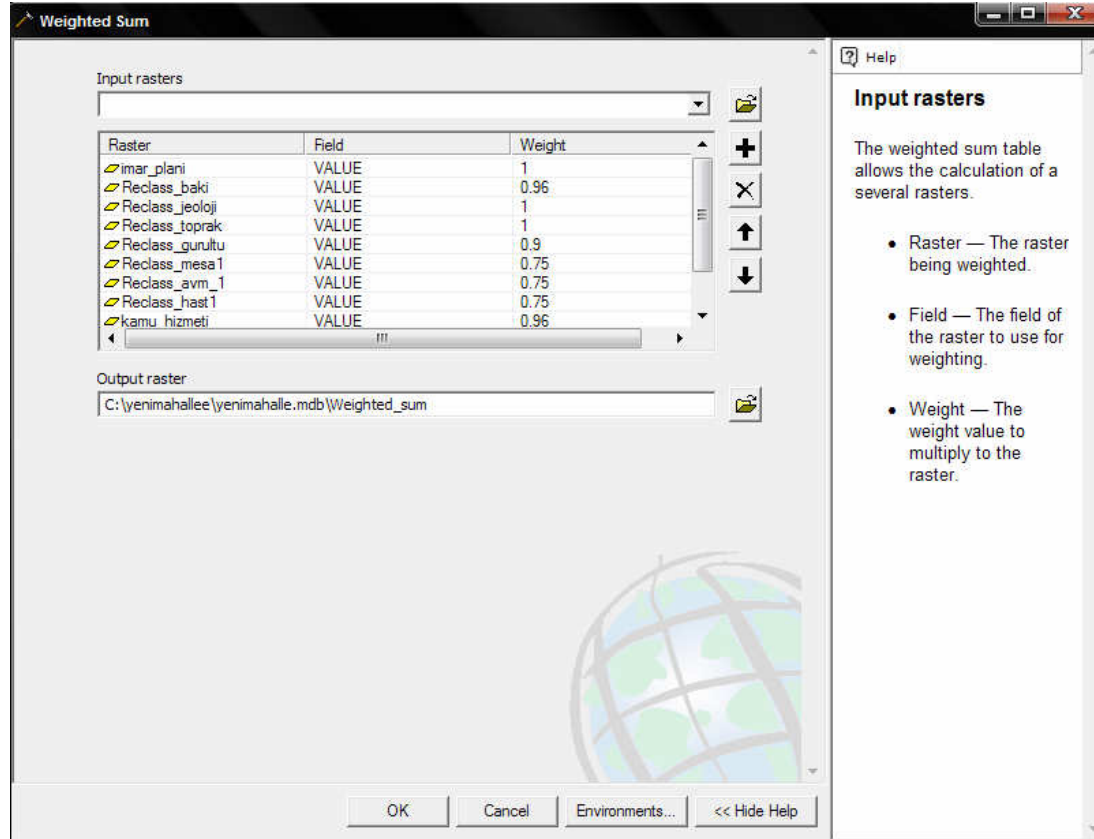 Weighted Sum
Input rasters
Raster Field Weight
imar_plani VALUE 1
Reclass_baki VALUE 0.96
Reclass_jeoloji VALUE 1
Reclass_toprak VALUE 1
Reclass_gurultu VALUE 0.9
Reclass_mesa1 VALUE 0.75
Reclass_avm_1 VALUE 0.75
Reclass_hast1 VALUE 0.75
kamu_hizmeti VALUE 0.96
Output raster
C:\yenimahallee\yenimahalle.mdb\Weighted_sum
OK Cancel Environments... << Hide Help
Help
Input rasters
The weighted sum table
allows the calculation of a
several rasters.
• Raster — The raster
being weighted.
• Field — The field of
the raster to use for
weighting.
• Weight — The
weight value to
multiply to the
raster.